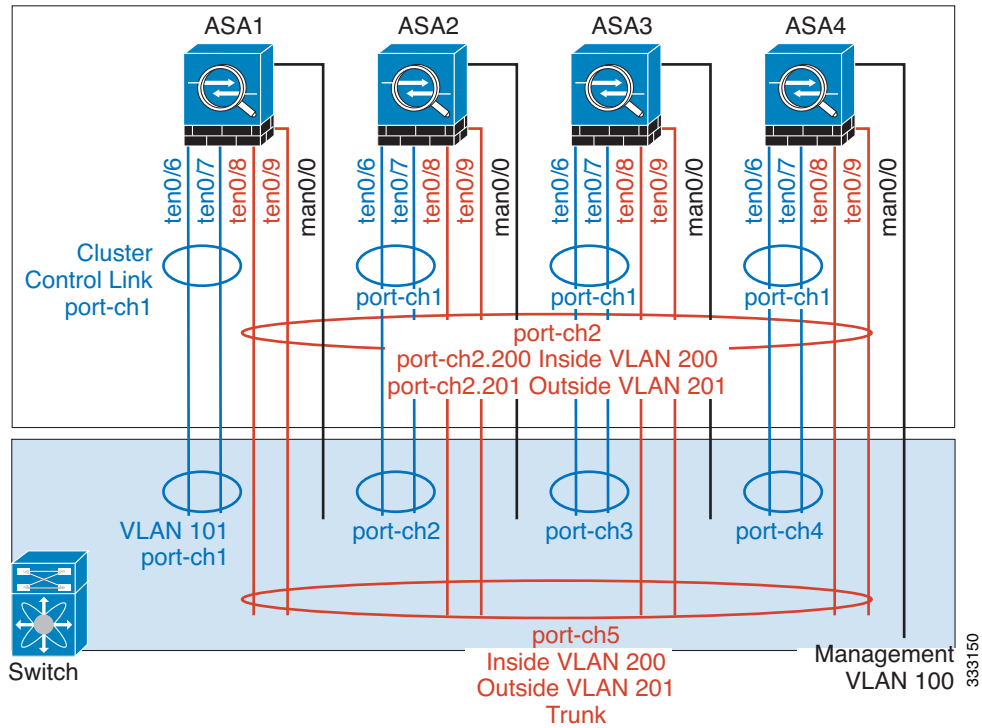 ASA1
ASA2
ASA3
ASA4
ten0/6
ten0/7
ten0/8
ten0/9
man0/0
ten0/6
ten0/7
ten0/8
ten0/9
man0/0
ten0/6
ten0/7
ten0/8
ten0/9
man0/0
ten0/6
ten0/7
ten0/8
ten0/9
man0/0
Cluster
Control Link
port-ch1
port-ch1
port-ch1
port-ch1
port-ch2
port-ch2.200 Inside VLAN 200
port-ch2.201 Outside VLAN 201
VLAN 101
port-ch1
port-ch2
port-ch3
port-ch4
Switch
port-ch5
Inside VLAN 200
Outside VLAN 201
Trunk
Management
VLAN 100
333150